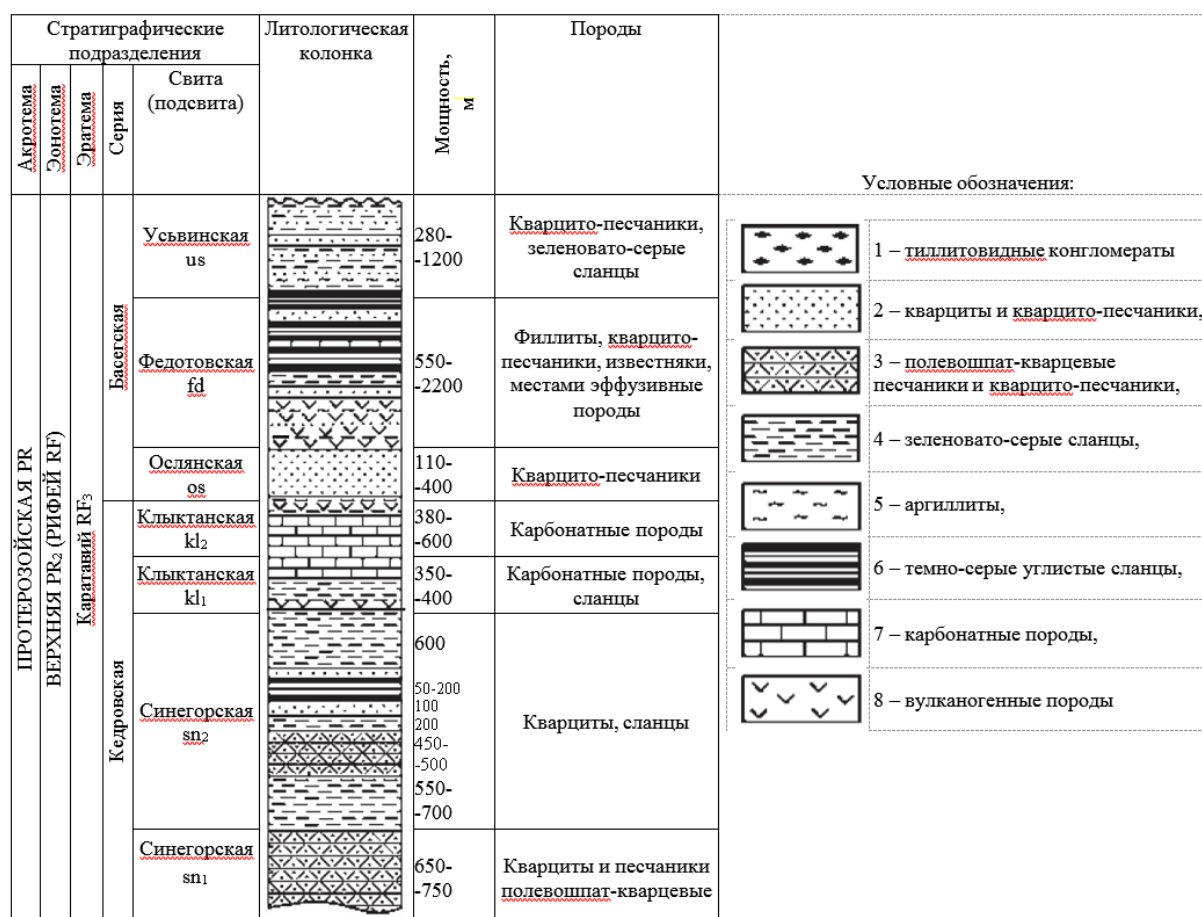 Стратиграфические
подразделения
Литологическая
колонка
Мощность,
м
Породы
Акротема
Эонотема
Эратема
Серия
Свита
(подсвита)
ПРОТЕРОЗОЙСКАЯ PR
ВЕРХНЯЯ PR₂ (РИФЕЙ RF)
Каратавий RF₃
Басегская
Усьвинская
us
280-
-1200
Кварцито-песчаники,
зеленовато-серые
сланцы
Федотовская
fd
550-
-2200
Филлиты, кварцито-
песчаники, известняки,
местами эффузивные
породы
Ослянская
os
110-
-400
Кварцито-песчаники
Кедровская
Клыктанская
kl₂
380-
-600
Карбонатные породы
Клыктанская
kl₁
350-
-400
Карбонатные породы,
сланцы
Синегорская
sn₂
600
50-200
100
200
450-
-500
550-
-700
Кварциты, сланцы
Синегорская
sn₁
650-
-750
Кварциты и песчаники
полевошпат-кварцевые
Условные обозначения:
1 – тиллитовидные конгломераты
2 – кварциты и кварцито-песчаники,
3 – полевошпат-кварцевые
песчаники и кварцито-песчаники,
4 – зеленовато-серые сланцы,
5 – аргиллиты,
6 – темно-серые углистые сланцы,
7 – карбонатные породы,
8 – вулканогенные породы